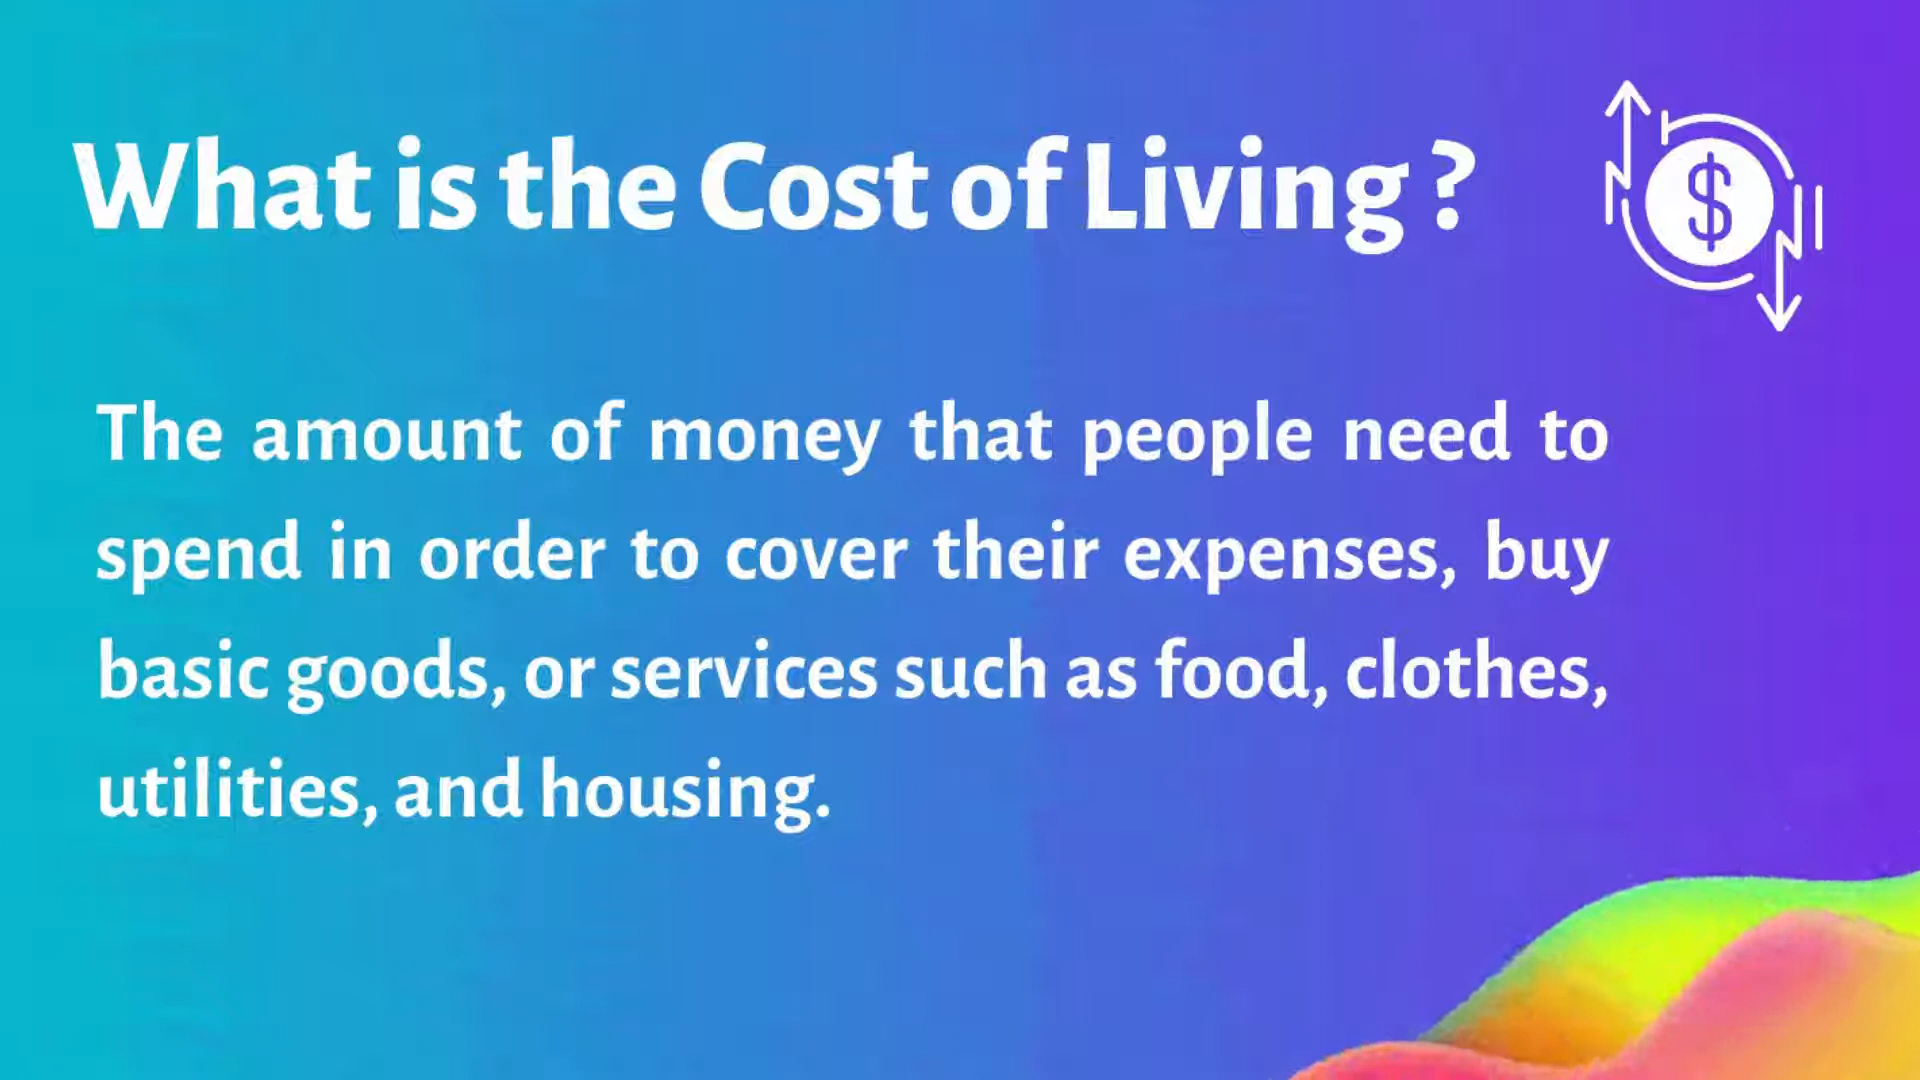 What is the Cost of Living ?
The amount of money that people need to
spend in order to cover their expenses, buy
basic goods, or services such as food, clothes,
utilities, and housing.